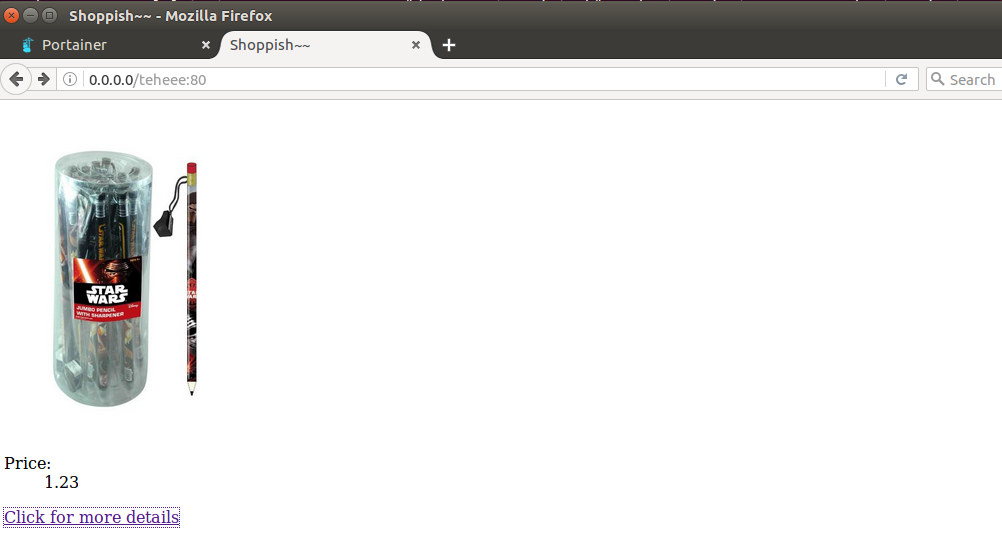 Shoppish~~ - Mozilla Firefox
Portainer
Shoppish~~
0.0.0.0/teheee:80
Search
STAR
WARS
JUMBO PENCIL
WITH SHARPENER
Disney
Price:
1.23
Click for more details